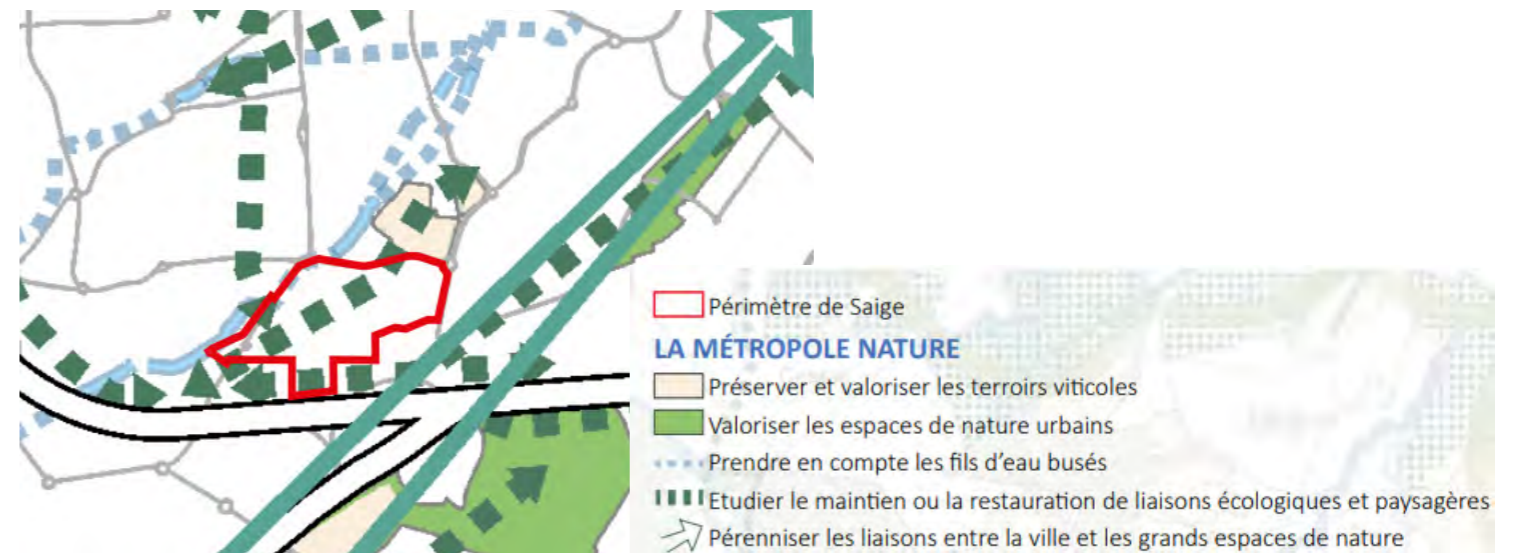 Périmètre de Saige
LA MÉTROPOLE NATURE
Préserver et valoriser les terroirs viticoles
Valoriser les espaces de nature urbains
Prendre en compte les fils d'eau busés
Etudier le maintien ou la restauration de liaisons écologiques et paysagères
Pérenniser les liaisons entre la ville et les grands espaces de nature